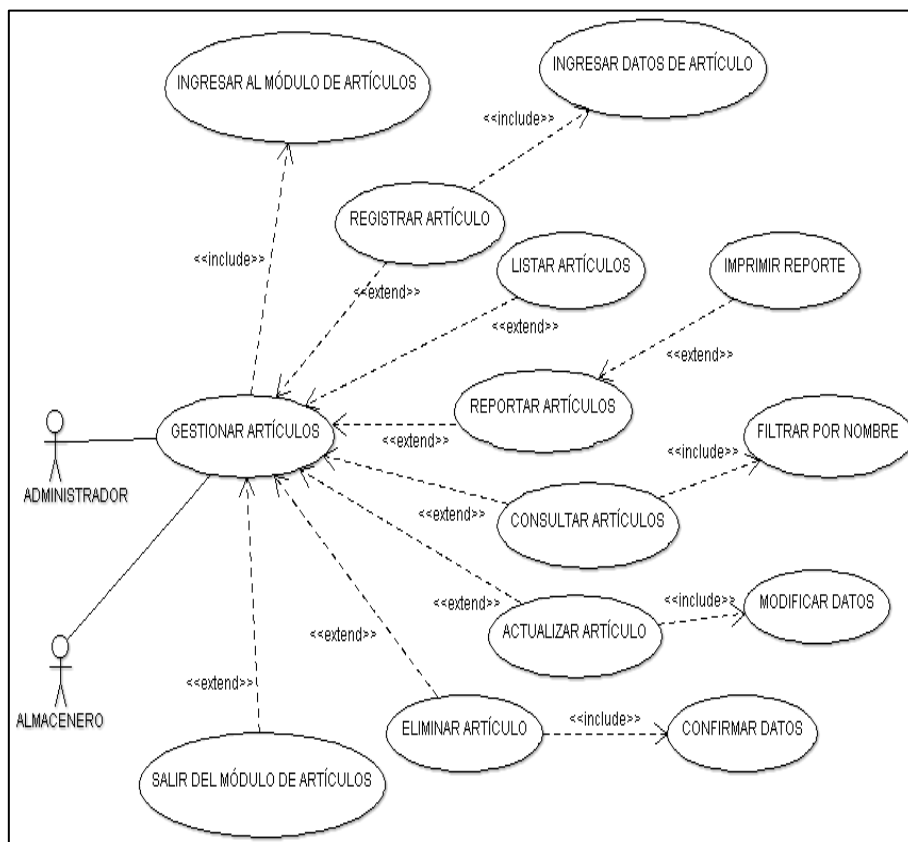 INGRESAR AL MÓDULO DE ARTÍCULOS
INGRESAR DATOS DE ARTÍCULO
<<include>>
REGISTRAR ARTÍCULO
<<include>>
LISTAR ARTÍCULOS
IMPRIMIR REPORTE
<<extend>>
<<extend>>
<<extend>>
REPORTAR ARTÍCULOS
GESTIONAR ARTÍCULOS
FILTRAR POR NOMBRE
<<extend>>
<<include>>
ADMINISTRADOR
<<extend>>
CONSULTAR ARTÍCULOS
<<extend>>
<<include>>
MODIFICAR DATOS
ACTUALIZAR ARTÍCULO
<<extend>>
<<extend>>
ALMACENERO
ELIMINAR ARTÍCULO
<<include>>
CONFIRMAR DATOS
SALIR DEL MÓDULO DE ARTÍCULOS